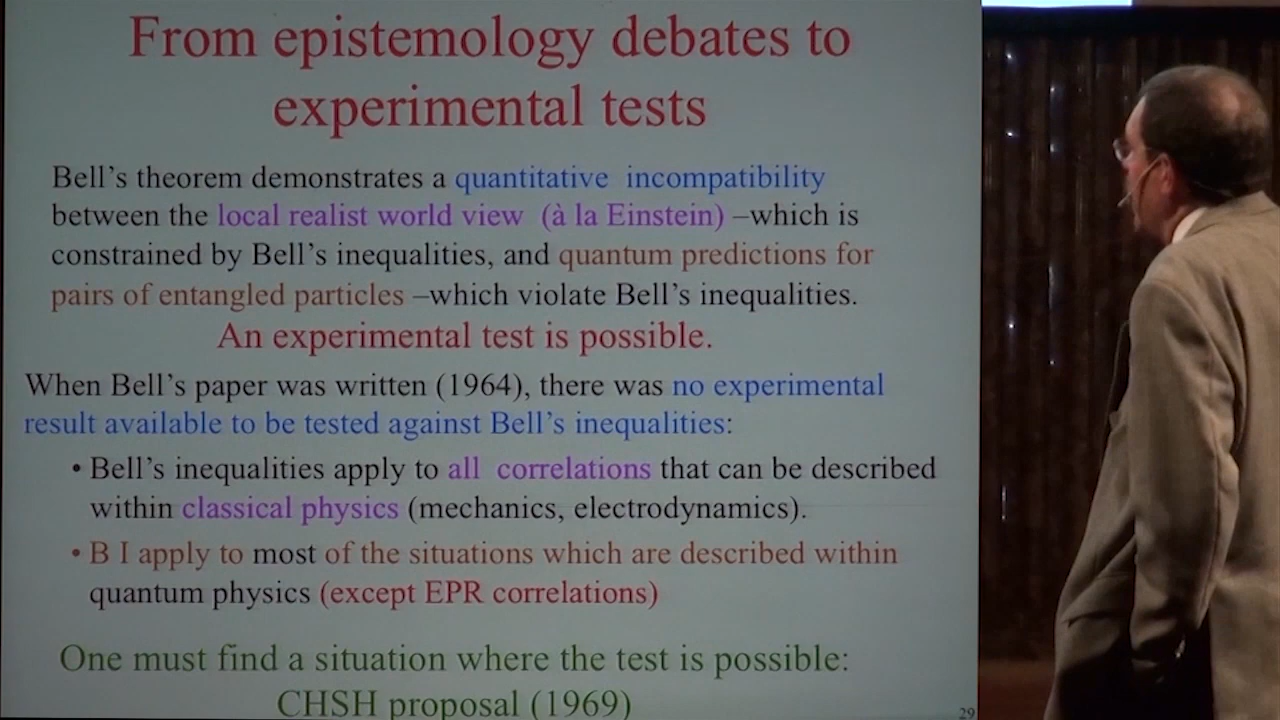 From epistemology debates to
experimental tests
Bell’s theorem demonstrates a quantitative incompatibility
between the local realist world view (à la Einstein) –which is
constrained by Bell’s inequalities, and quantum predictions for
pairs of entangled particles –which violate Bell’s inequalities.
An experimental test is possible.
When Bell’s paper was written (1964), there was no experimental
result available to be tested against Bell’s inequalities:
• Bell’s inequalities apply to all correlations that can be described
within classical physics (mechanics, electrodynamics).
• B I apply to most of the situations which are described within
quantum physics (except EPR correlations)
One must find a situation where the test is possible:
CHSH proposal (1969)
29